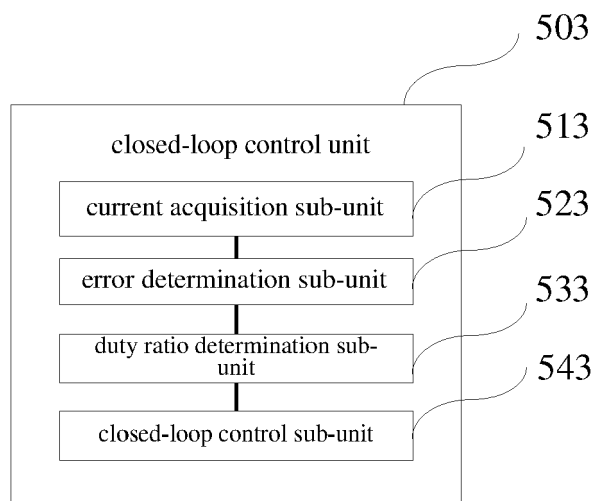 503
closed-loop control unit
513
current acquisition sub-unit
523
error determination sub-unit
533
duty ratio determination sub-
unit
543
closed-loop control sub-unit